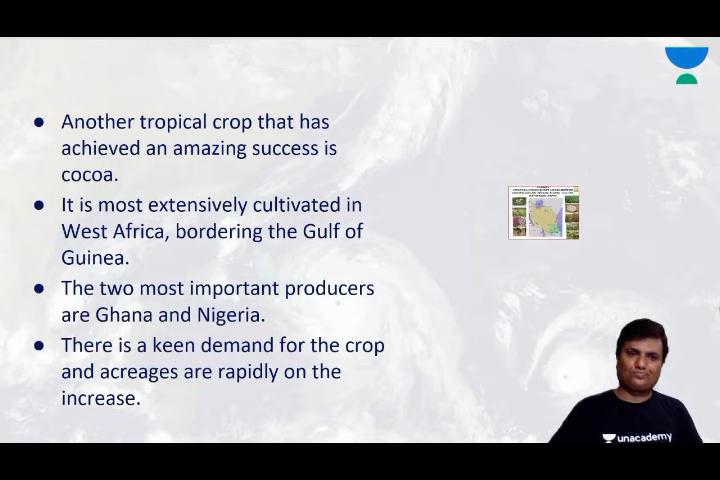 ● Another tropical crop that has
achieved an amazing success is
cocoa.
● It is most extensively cultivated in
West Africa, bordering the Gulf of
Guinea.
● The two most important producers
are Ghana and Nigeria.
● There is a keen demand for the crop
and acreages are rapidly on the
increase.
unacademy